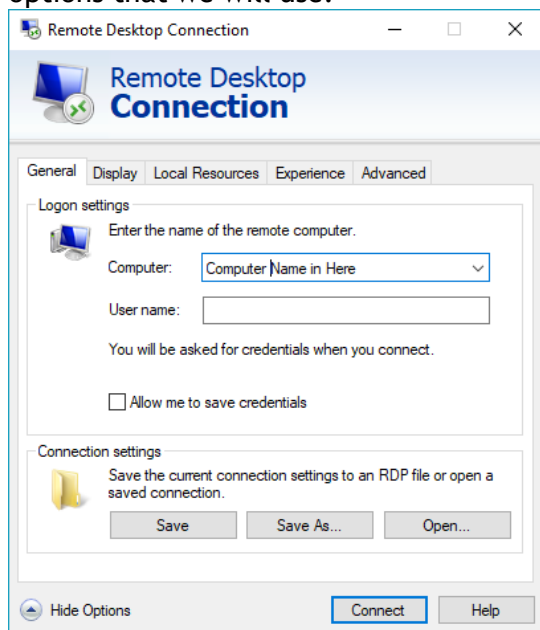 options that we will use.
Remote Desktop Connection
Remote Desktop
Connection
General Display Local Resources Experience Advanced
Logon settings
Enter the name of the remote computer.
Computer: Computer Name in Here
User name:
You will be asked for credentials when you connect.
Allow me to save credentials
Connection settings
Save the current connection settings to an RDP file or open a
saved connection.
Save Save As... Open...
Hide Options Connect Help